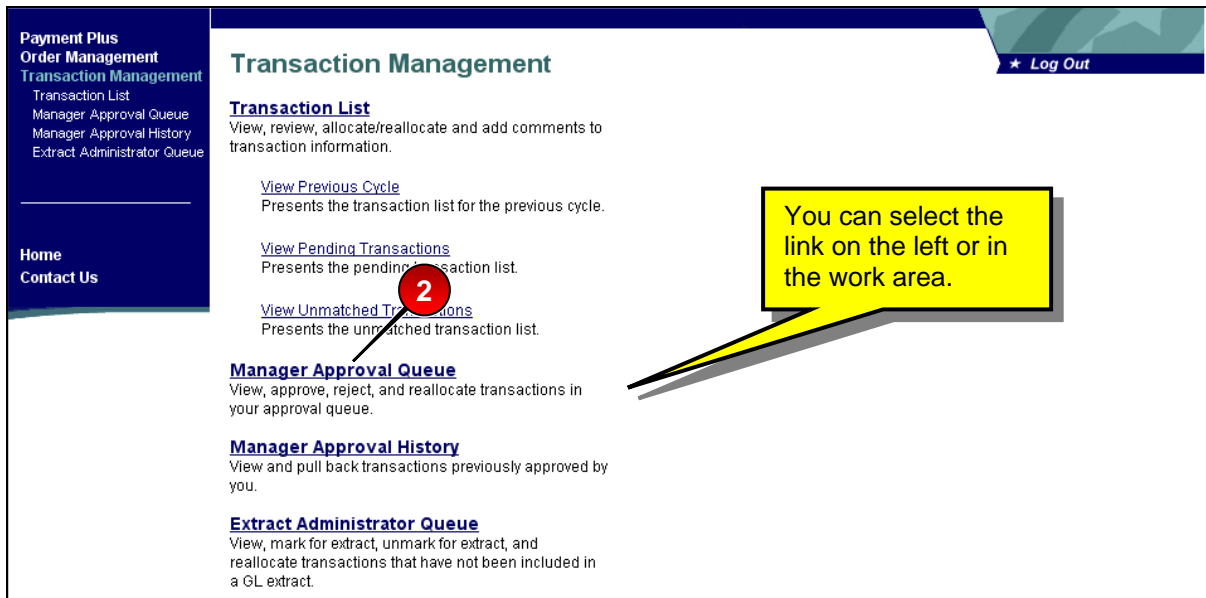 Payment Plus
Order Management
Transaction Management
Transaction List
Manager Approval Queue
Manager Approval History
Extract Administrator Queue
Home
Contact Us
Transaction Management
★ Log Out
Transaction List
View, review, allocate/reallocate and add comments to
transaction information.
View Previous Cycle
Presents the transaction list for the previous cycle.
View Pending Transactions
Presents the pending transaction list.
2
View Unmatched Transactions
Presents the unmatched transaction list.
Manager Approval Queue
View, approve, reject, and reallocate transactions in
your approval queue.
Manager Approval History
View and pull back transactions previously approved by
you.
Extract Administrator Queue
View, mark for extract, unmark for extract, and
reallocate transactions that have not been included in
a GL extract.
You can select the
link on the left or in
the work area.